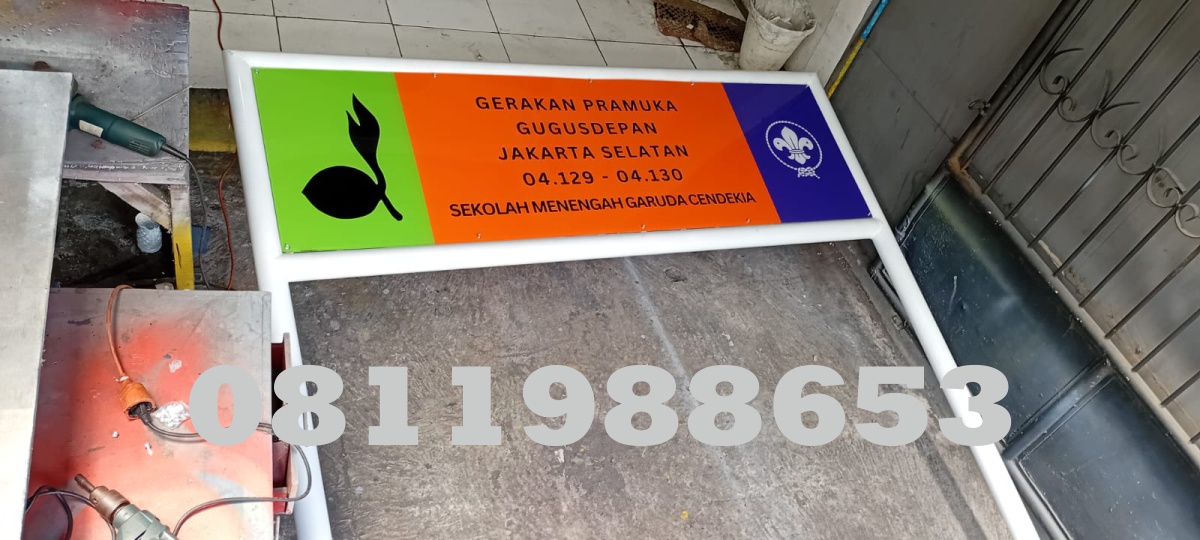 GERAKAN PRAMUKA
GUGUSDEPAN
JAKARTA SELATAN
04.129 - 04.130
SEKOLAH MENENGAH GARUDA CENDEKIA
0811988653